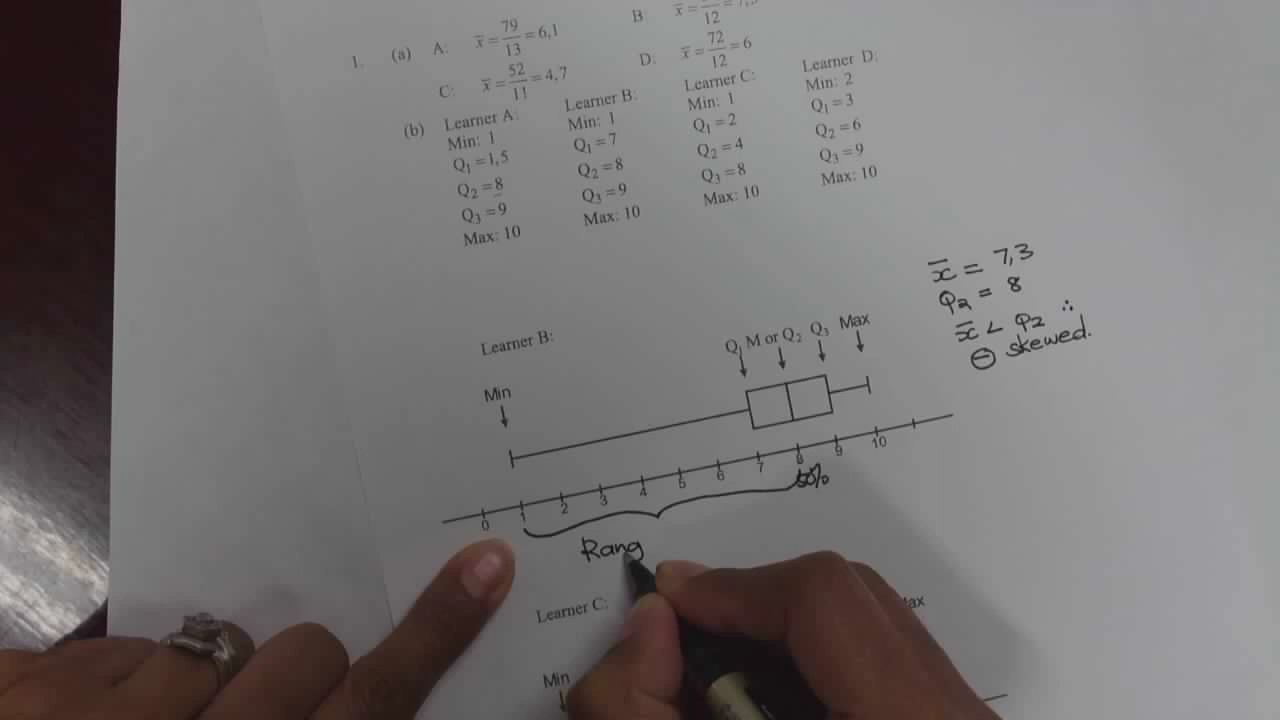 1. (a) A: x̄ = 79/13 = 6,1 B: x̄ = /12 =
C: x̄ = 52/11 = 4,7 D: x̄ = 72/12 = 6
(b) Learner A: Learner B: Learner C: Learner D:
Min: 1 Min: 1 Min: 1 Min: 2
Q1 = 1,5 Q1 = 7 Q1 = 2 Q1 = 3
Q2 = 8 Q2 = 8 Q2 = 4 Q2 = 6
Q3 = 9 Q3 = 9 Q3 = 8 Q3 = 9
Max: 10 Max: 10 Max: 10 Max: 10
x̄ = 7,3
Q2 = 8
x̄ < Q2 ∴
⊖ skewed.
Learner B:
Q1 M or Q2 Q3 Max
Min
0 1 2 3 4 5 6 7 8 9 10
50%
Rang
Learner C:
Min